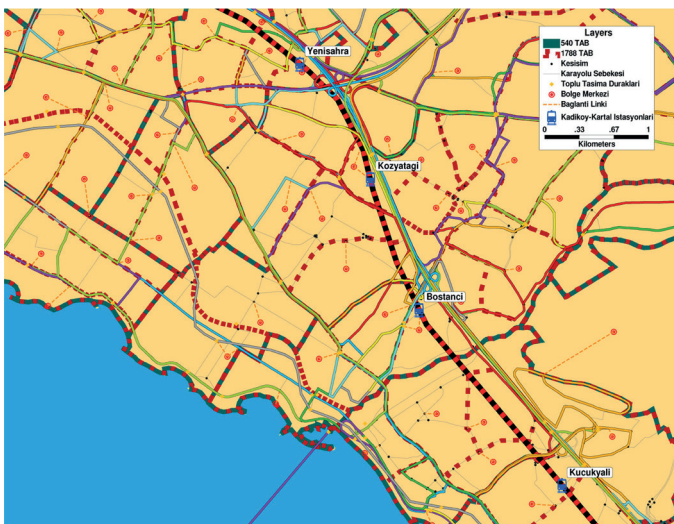 Yenisahra
Kozyatagi
Bostanci
Kucukyali
Layers
540 TAB
1788 TAB
Kesisim
Karayolu Sebekesi
Toplu Tasima Duraklari
Bolge Merkezi
Baglanti Linki
Kadikoy-Kartal Istasyonlari
0 .33 .67 1
Kilometers